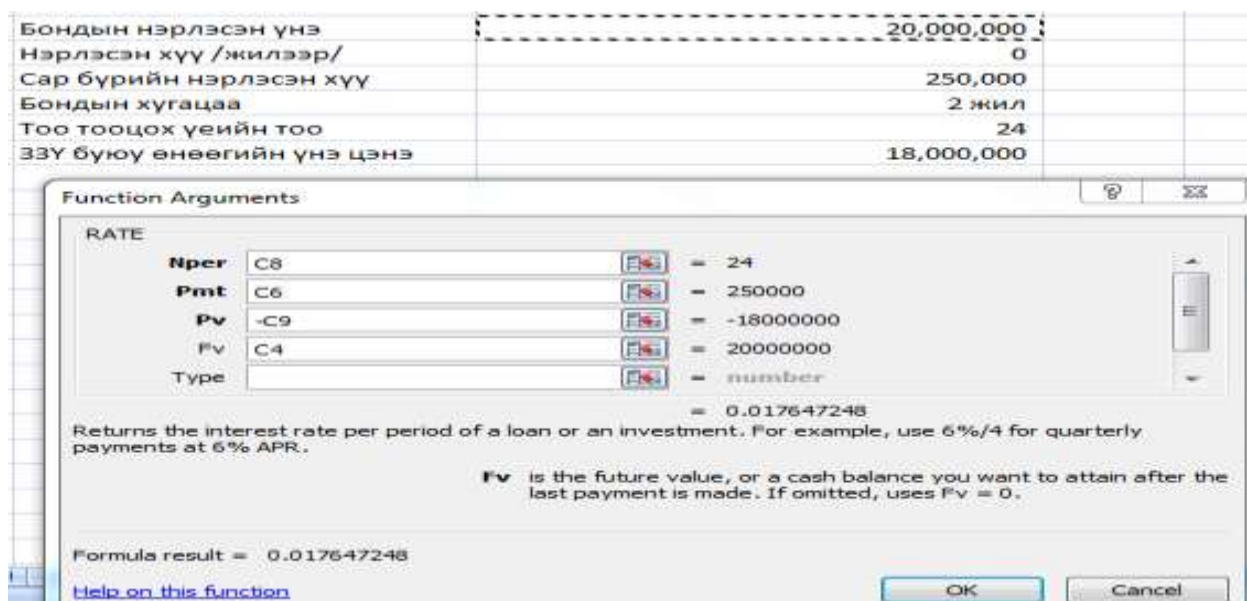 Бондын нэрлэсэн үнэ 20,000,000
Нэрлэсэн хүү /жилээр/ 0
Сар бүрийн нэрлэсэн хүү 250,000
Бондын хугацаа 2 жил
Тоо тооцох үеийн тоо 24
ЗЗҮ буюу өнөөгийн үнэ цэнэ 18,000,000
Function Arguments
RATE
Nper C8 = 24
Pmt C6 = 250000
Pv -C9 = -18000000
Fv C4 = 20000000
Type = number
= 0.017647248
Returns the interest rate per period of a loan or an investment. For example, use 6%/4 for quarterly
payments at 6% APR.
Fv is the future value, or a cash balance you want to attain after the
last payment is made. If omitted, uses Fv = 0.
Formula result = 0.017647248
Help on this function OK Cancel